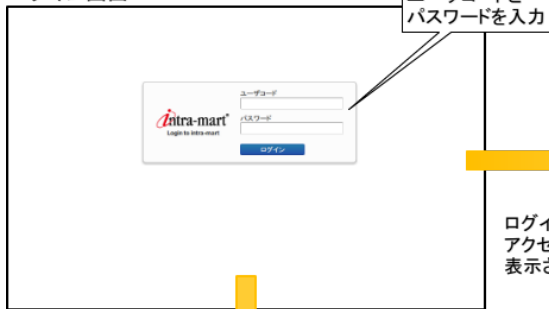 パスワードを入力
ユーザコード
intra-mart
Login to intra-mart
パスワード
ログイン
ログイ
アクセ
表示さ